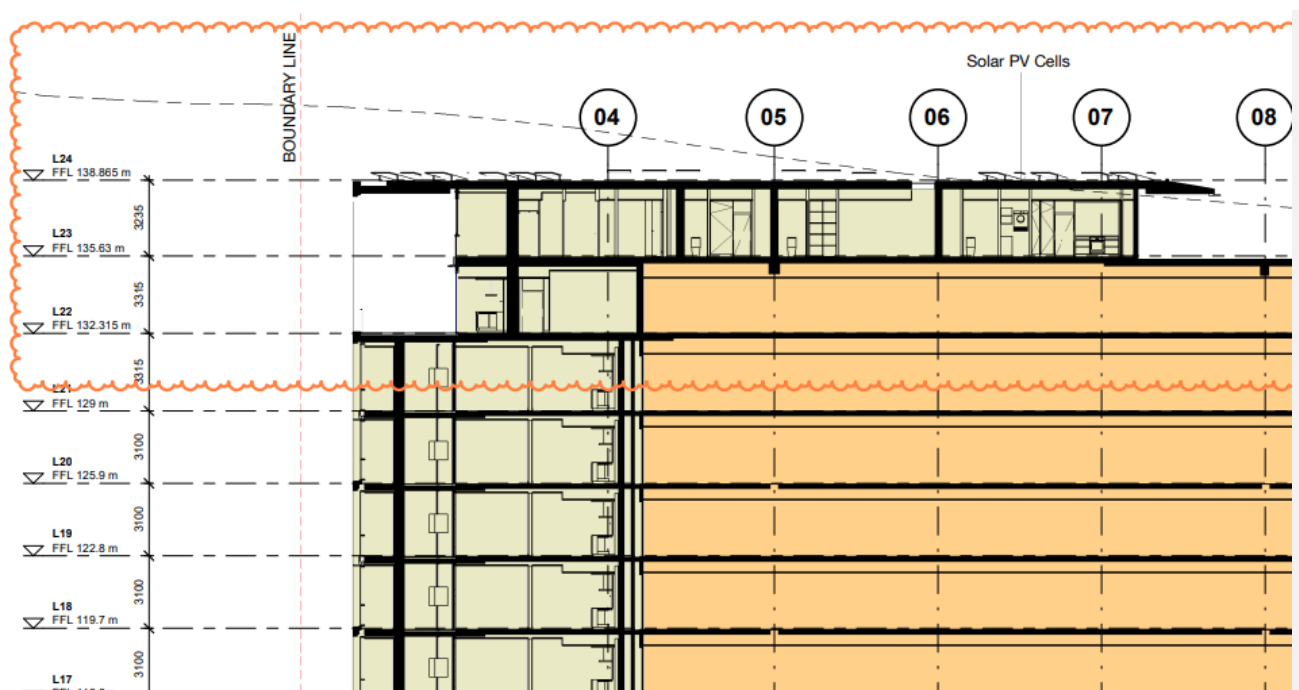 BOUNDARY LINE
Solar PV Cells
04
05
06
07
08
L24
FFL 138.865 m
3235
L23
FFL 135.63 m
3315
L22
FFL 132.315 m
3315
L21
FFL 129 m
3100
L20
FFL 125.9 m
3100
L19
FFL 122.8 m
3100
L18
FFL 119.7 m
3100
L17